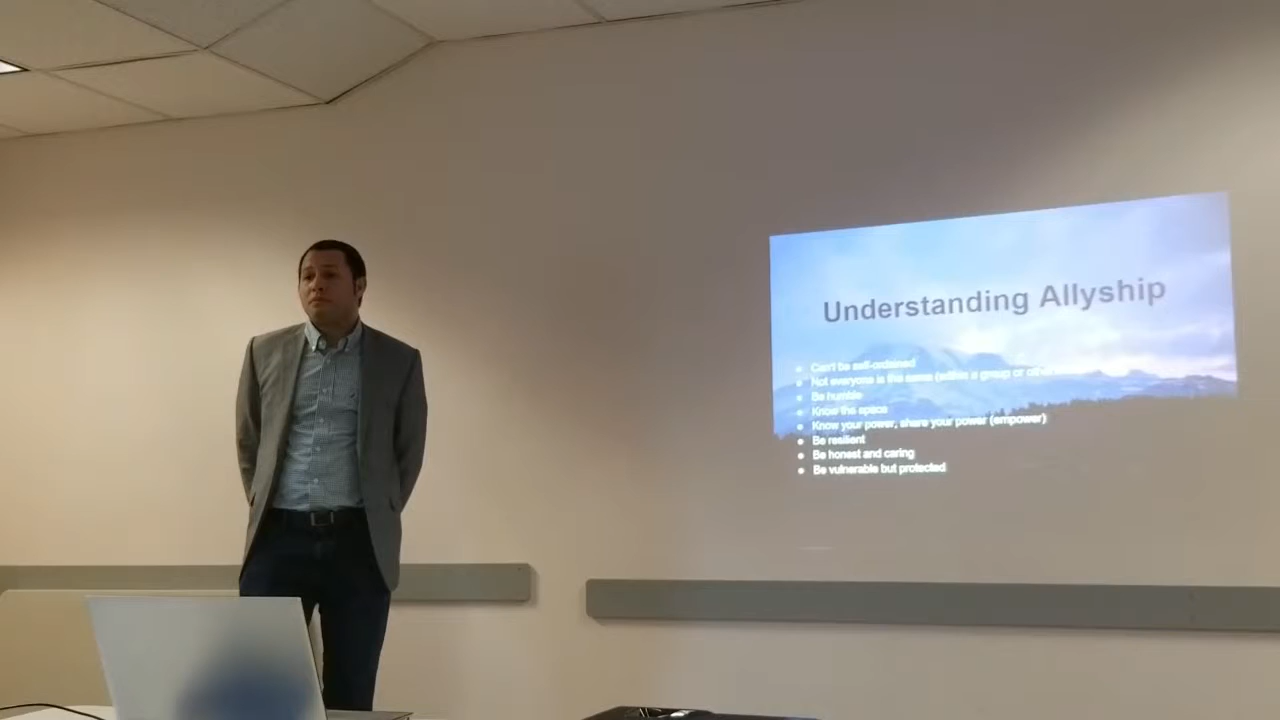 Understanding Allyship
Can't be self-ordained
Not everyone is the same (within a group or
Be humble
Know the space
Know your power, share your power (empower)
Be resilient
Be honest and caring
Be vulnerable but protected